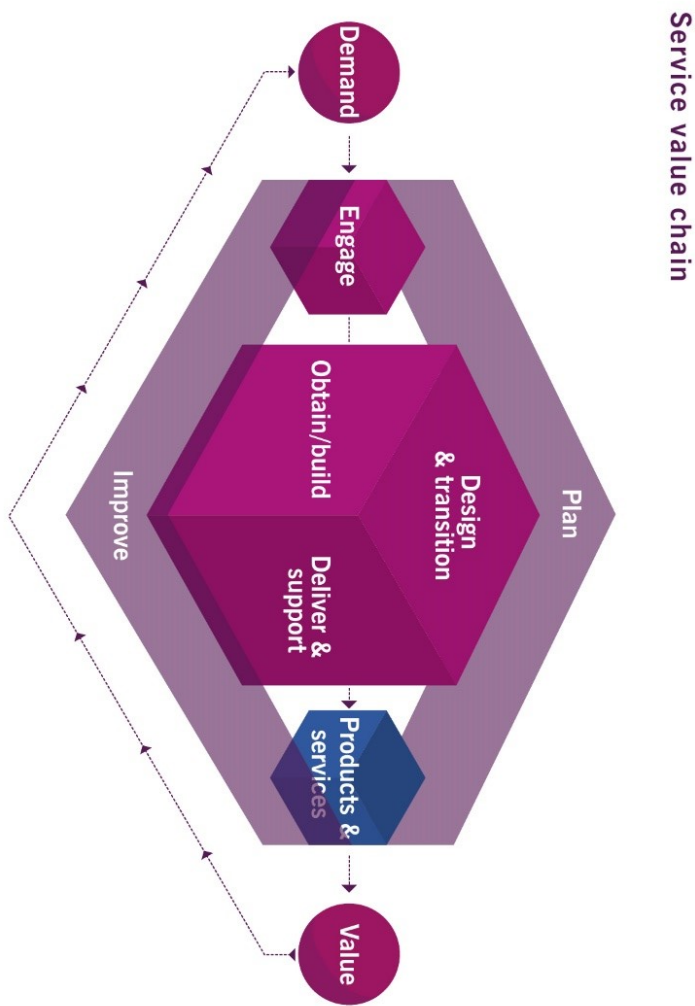 Service value chain
Plan
Demand
Engage
Design
& transition
Obtain/build
Deliver &
support
Products &
services
Value
Improve